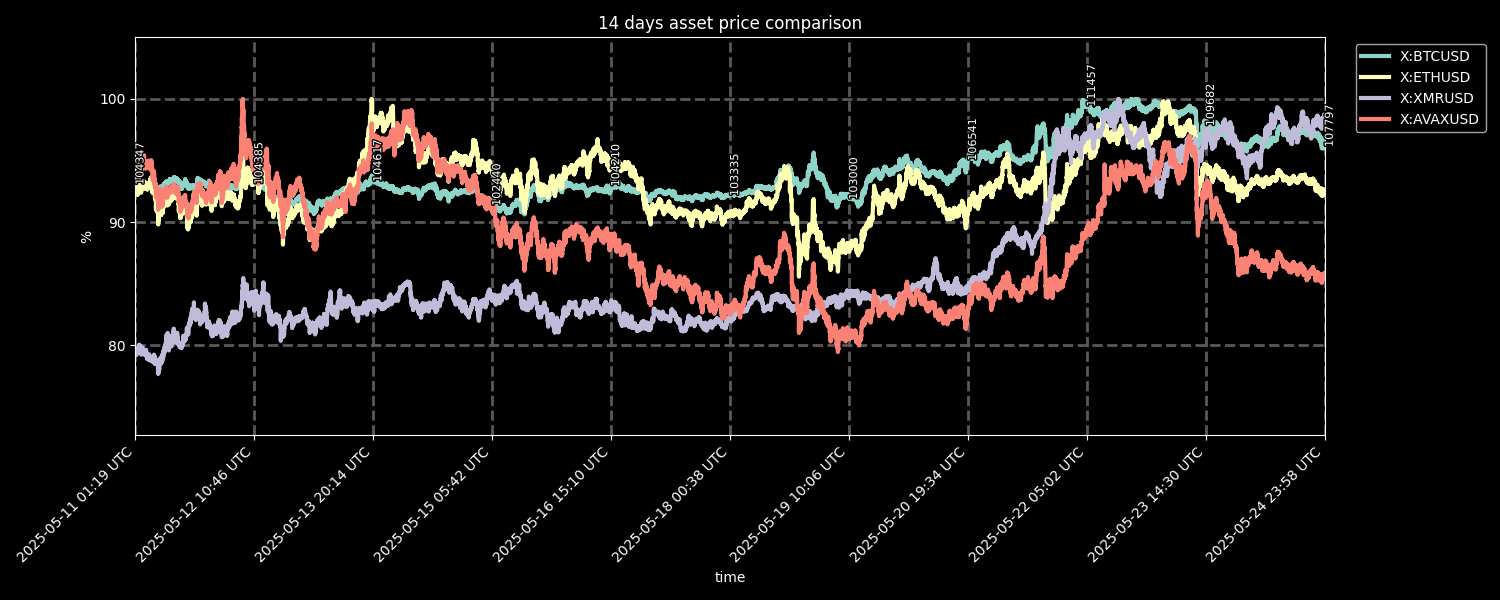 14 days asset price comparison
X:BTCUSD
X:ETHUSD
X:XMRUSD
X:AVAXUSD
100
90
80
%
104347
104385
104617
102440
104210
103335
103000
106541
111457
109682
107797
2025-05-11 01:19 UTC
2025-05-12 10:46 UTC
2025-05-13 20:14 UTC
2025-05-15 05:42 UTC
2025-05-16 15:10 UTC
2025-05-18 00:38 UTC
2025-05-19 10:06 UTC
2025-05-20 19:34 UTC
2025-05-22 05:02 UTC
2025-05-23 14:30 UTC
2025-05-24 23:58 UTC
time